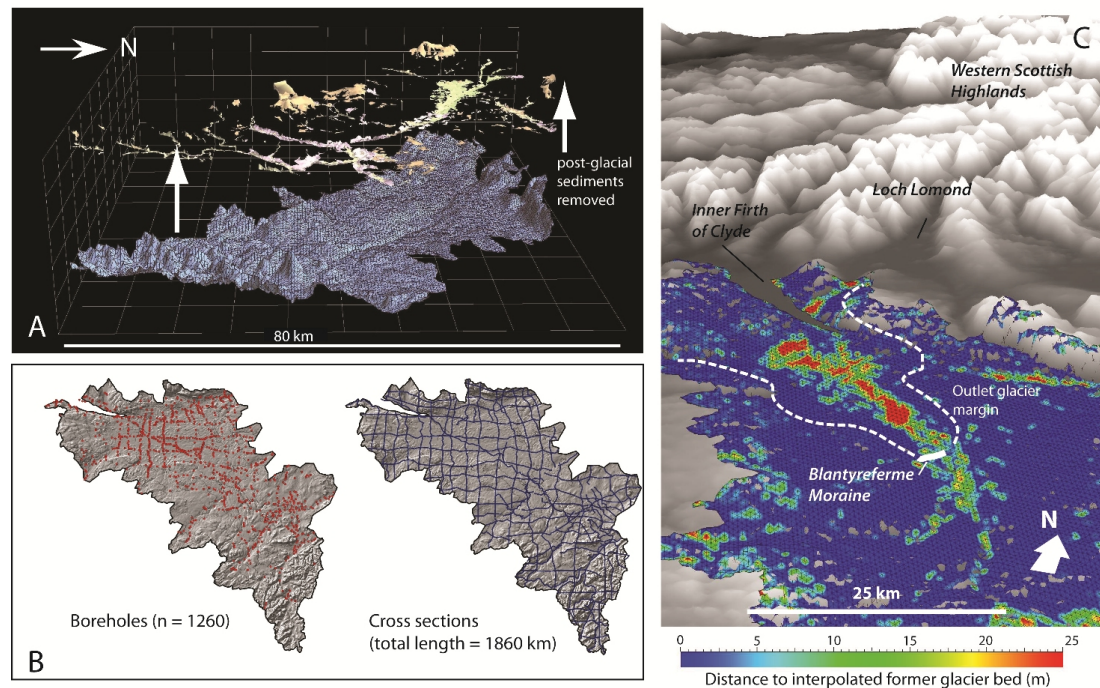 N
post-glacial
sediments
removed
A
80 km
Boreholes (n = 1260)
Cross sections
(total length = 1860 km)
B
C
Western Scottish
Highlands
Loch Lomond
Inner Firth
of Clyde
Outlet glacier
margin
Blantyreferme
Moraine
N
25 km
0 5 10 15 20 25
Distance to interpolated former glacier bed (m)